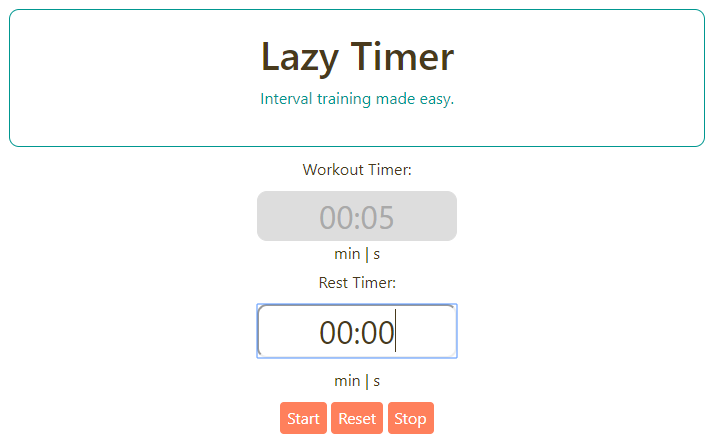 Lazy Timer
Interval training made easy.
Workout Timer:
00:05
min | s
Rest Timer:
00:00
min | s
Start Reset Stop